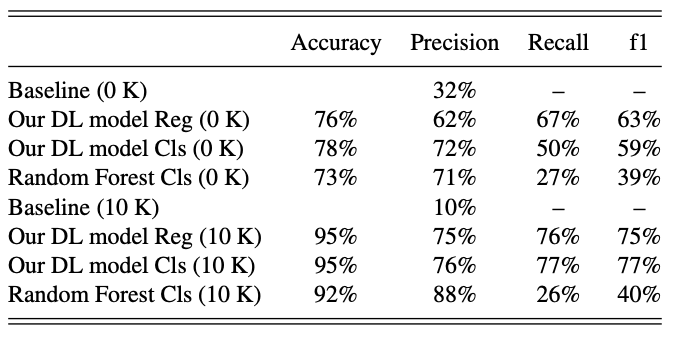 Accuracy Precision Recall f1
Baseline (0 K) 32% – –
Our DL model Reg (0 K) 76% 62% 67% 63%
Our DL model Cls (0 K) 78% 72% 50% 59%
Random Forest Cls (0 K) 73% 71% 27% 39%
Baseline (10 K) 10% – –
Our DL model Reg (10 K) 95% 75% 76% 75%
Our DL model Cls (10 K) 95% 76% 77% 77%
Random Forest Cls (10 K) 92% 88% 26% 40%